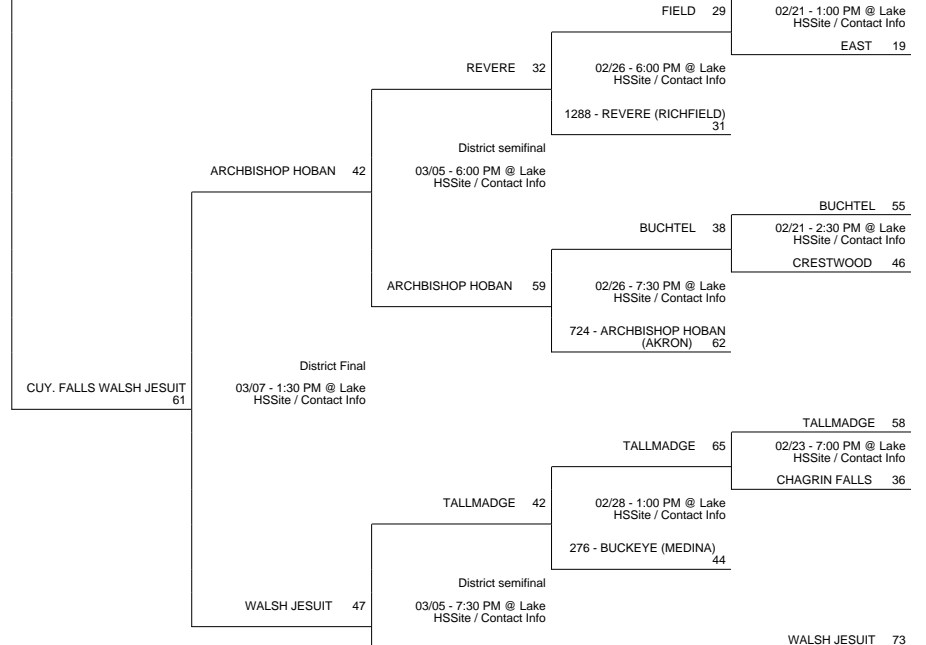 FIELD 29
02/21 - 1:00 PM @ Lake
HSSite / Contact Info
EAST 19
REVERE 32
02/26 - 6:00 PM @ Lake
HSSite / Contact Info
1288 - REVERE (RICHFIELD)
31
District semifinal
ARCHBISHOP HOBAN 42
03/05 - 6:00 PM @ Lake
HSSite / Contact Info
BUCHTEL 55
BUCHTEL 38
02/21 - 2:30 PM @ Lake
HSSite / Contact Info
CRESTWOOD 46
ARCHBISHOP HOBAN 59
02/26 - 7:30 PM @ Lake
HSSite / Contact Info
724 - ARCHBISHOP HOBAN
(AKRON) 62
District Final
CUY. FALLS WALSH JESUIT
61
03/07 - 1:30 PM @ Lake
HSSite / Contact Info
TALLMADGE 58
TALLMADGE 65
02/23 - 7:00 PM @ Lake
HSSite / Contact Info
CHAGRIN FALLS 36
TALLMADGE 42
02/28 - 1:00 PM @ Lake
HSSite / Contact Info
276 - BUCKEYE (MEDINA)
44
District semifinal
WALSH JESUIT 47
03/05 - 7:30 PM @ Lake
HSSite / Contact Info
WALSH JESUIT 73